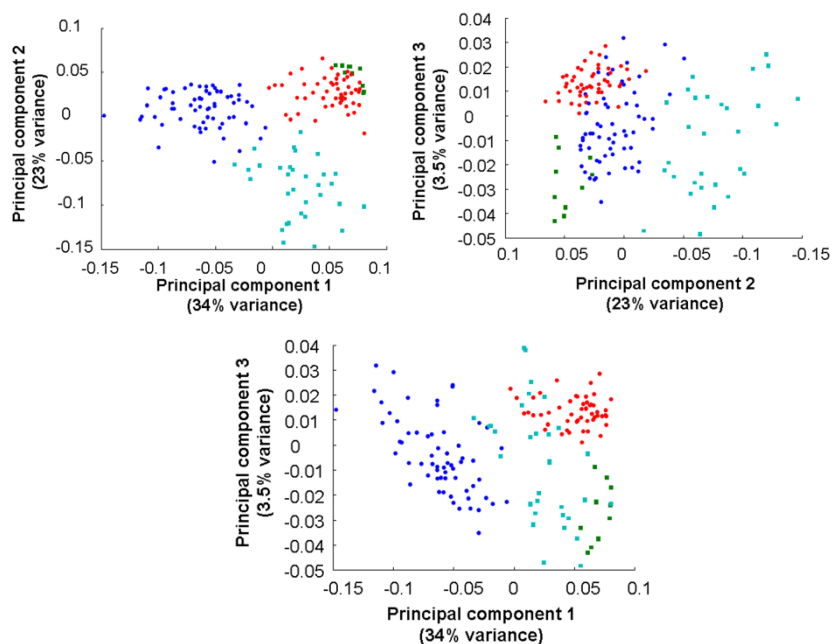 0.1
0.05
0
-0.05
-0.1
-0.15
Principal component 2
(23% variance)
-0.15 -0.1 -0.05 0 0.05 0.1
Principal component 1
(34% variance)
0.04
0.03
0.02
0.01
0
-0.01
-0.02
-0.03
-0.04
-0.05
Principal component 3
(3.5% variance)
0.1 0.05 0 -0.05 -0.1 -0.15
Principal component 2
(23% variance)
0.04
0.03
0.02
0.01
0
-0.01
-0.02
-0.03
-0.04
-0.05
Principal component 3
(3.5% variance)
-0.15 -0.1 -0.05 0 0.05 0.1
Principal component 1
(34% variance)